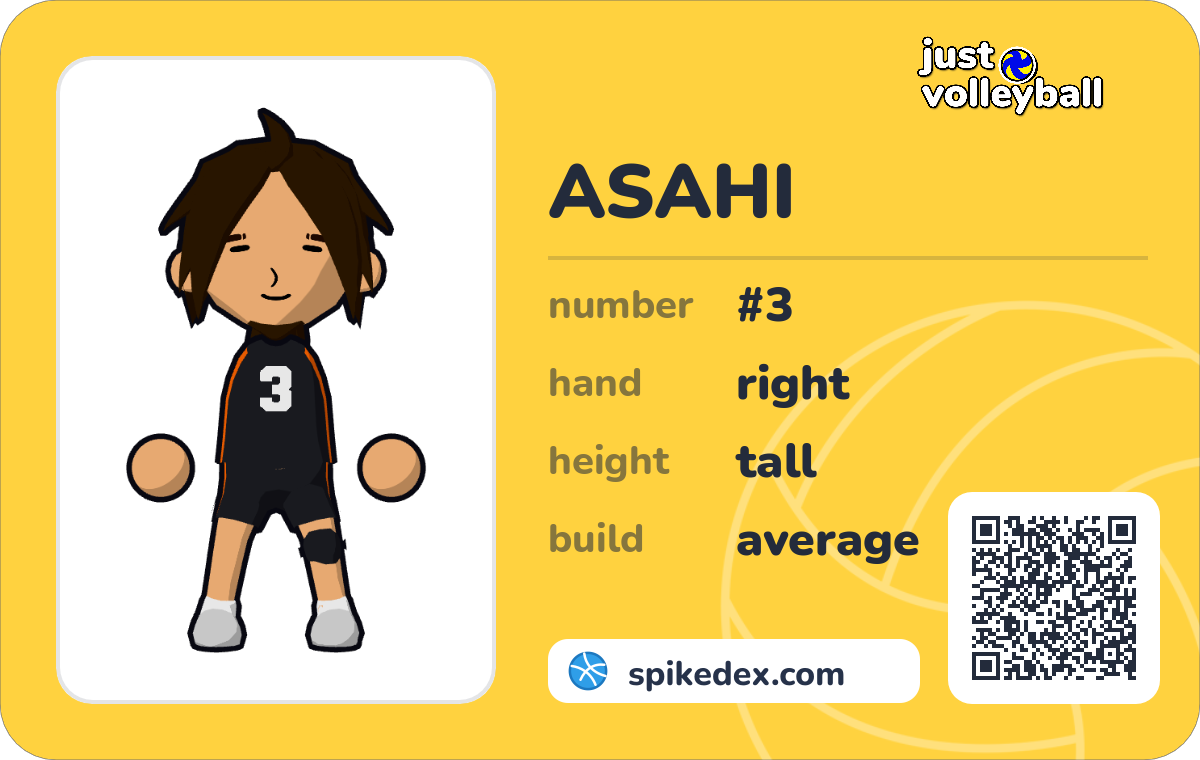 just
volleyball
ASAHI
number #3
hand right
height tall
build average
3
spikedex.com